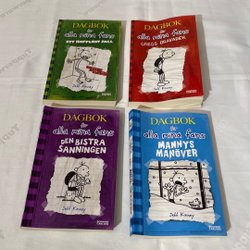 DAGBOK
för
alla mina fans
ETT HOPPLÖST FALL
Jeff Kinney
DAGBOK
för
alla mina fans
GREGS BRAVADER
DAGBOK
för
alla mina fans
DEN BISTRA
SANNINGEN
Jeff Kinney
DAGBOK
för
alla mina fans
MANNYS
MANÖVER
Jeff Kinney